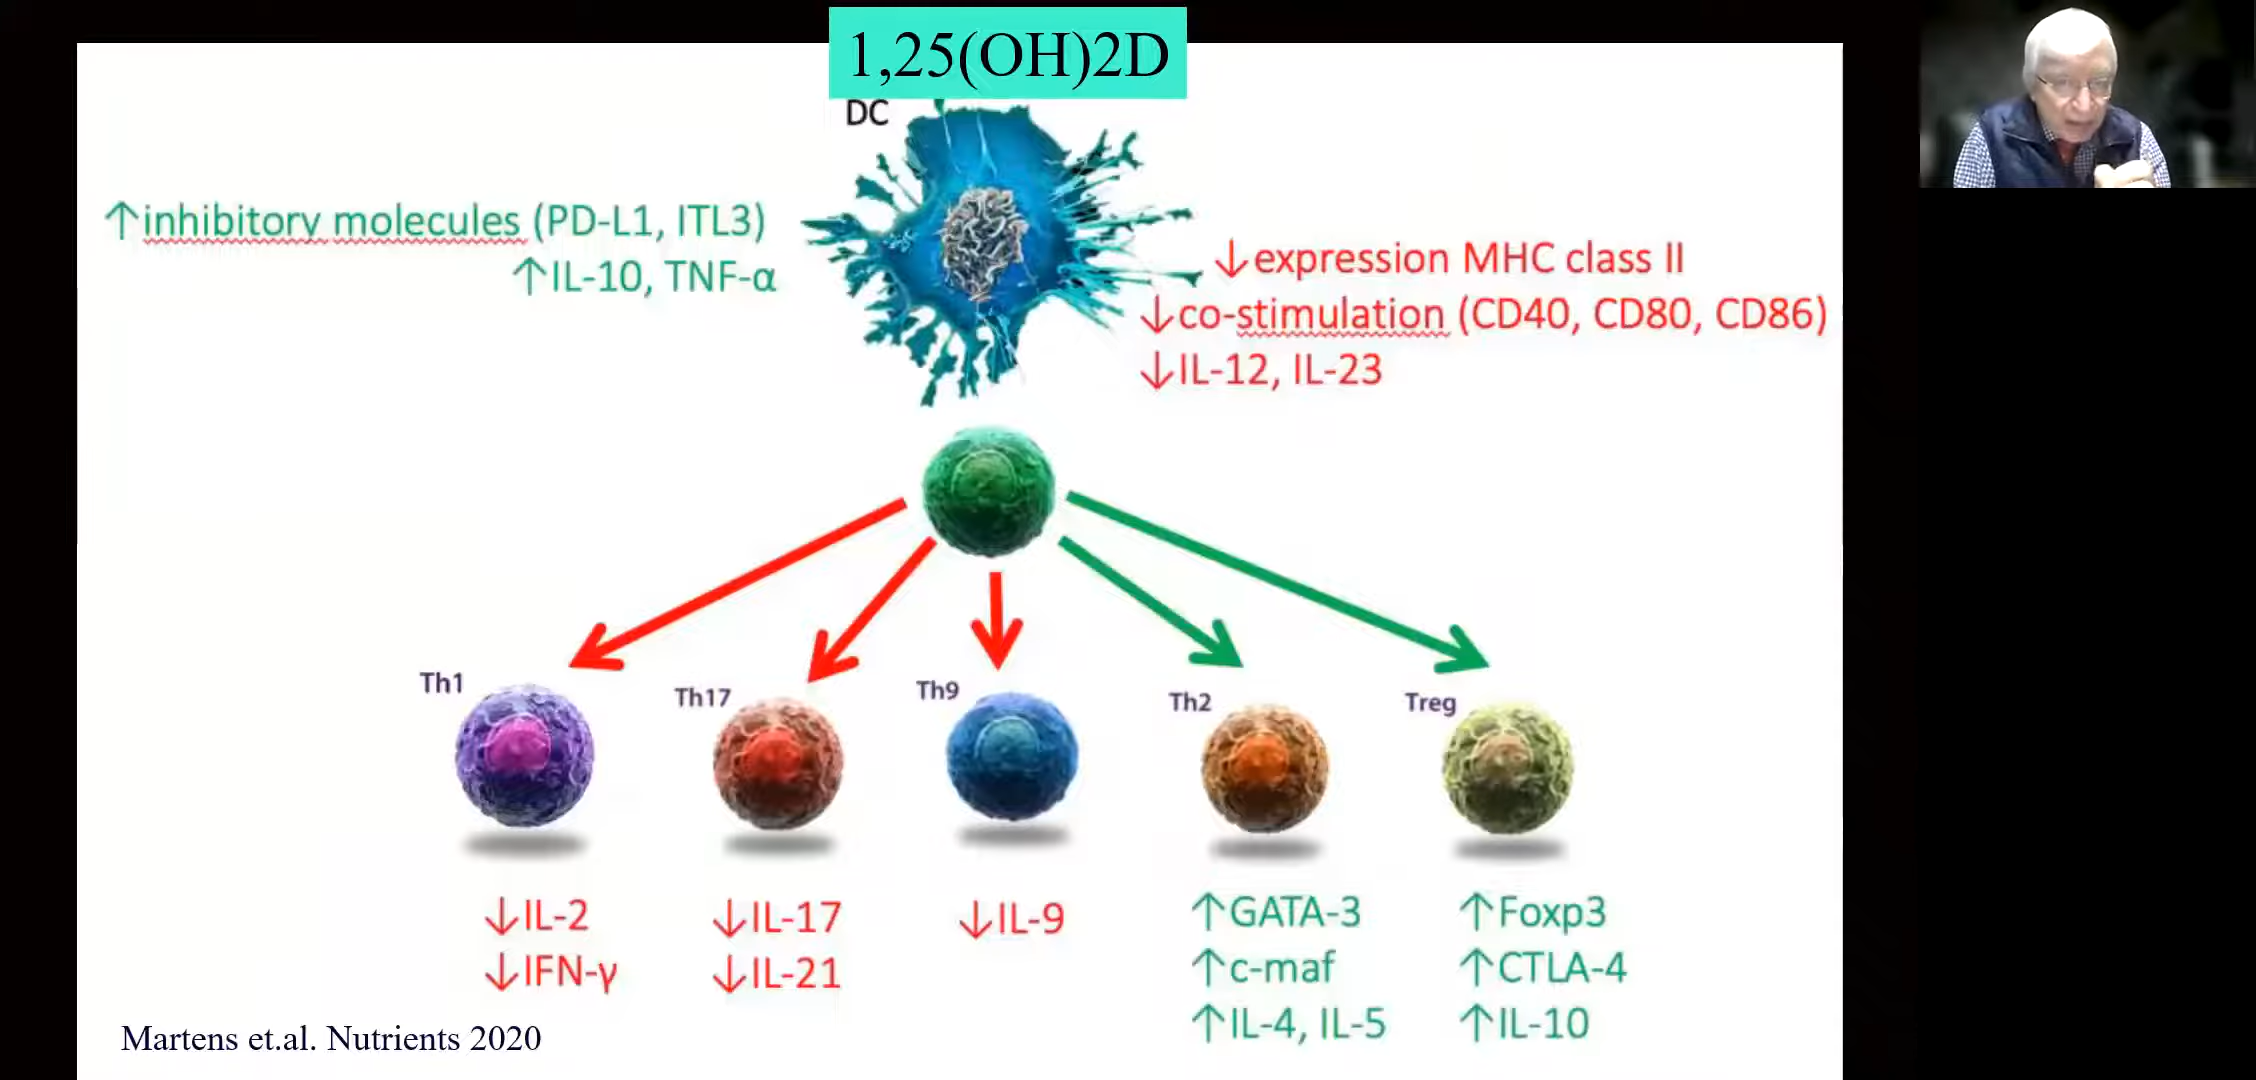 1,25(OH)2D
DC
↑inhibitory molecules (PD-L1, ITL3)
↑IL-10, TNF-α
↓expression MHC class II
↓co-stimulation (CD40, CD80, CD86)
↓IL-12, IL-23
Th1
Th17
Th9
Th2
Treg
↓IL-2
↓IFN-γ
↓IL-17
↓IL-21
↓IL-9
↑GATA-3
↑c-maf
↑IL-4, IL-5
↑Foxp3
↑CTLA-4
↑IL-10
Martens et.al. Nutrients 2020